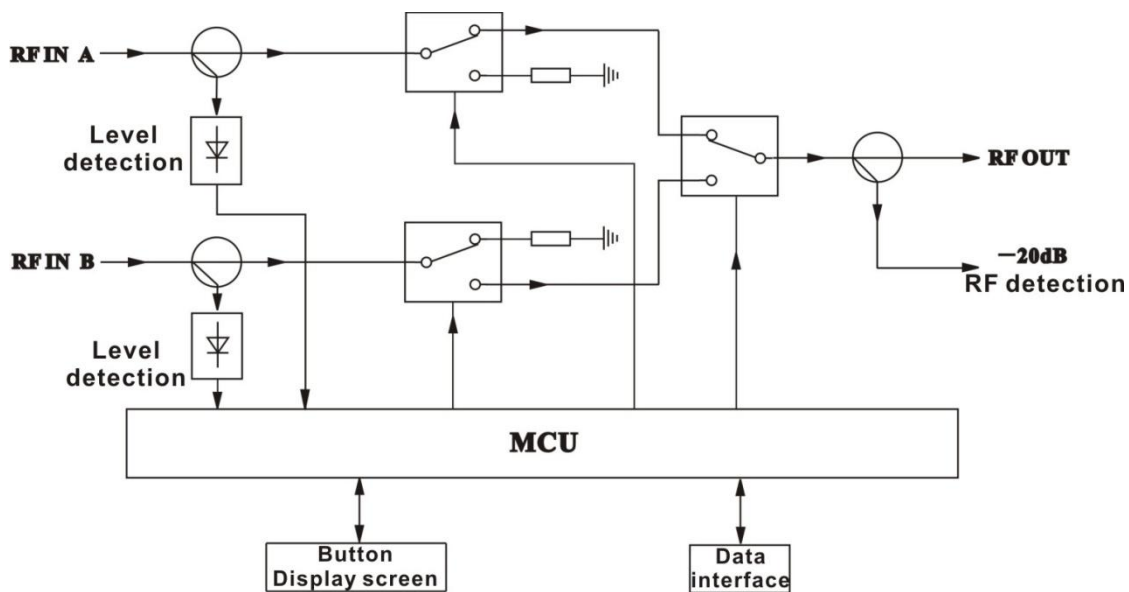 RF IN A
Level
detection
RF OUT
RF IN B
—20dB
RF detection
Level
detection
MCU
Button
Display screen
Data
interface